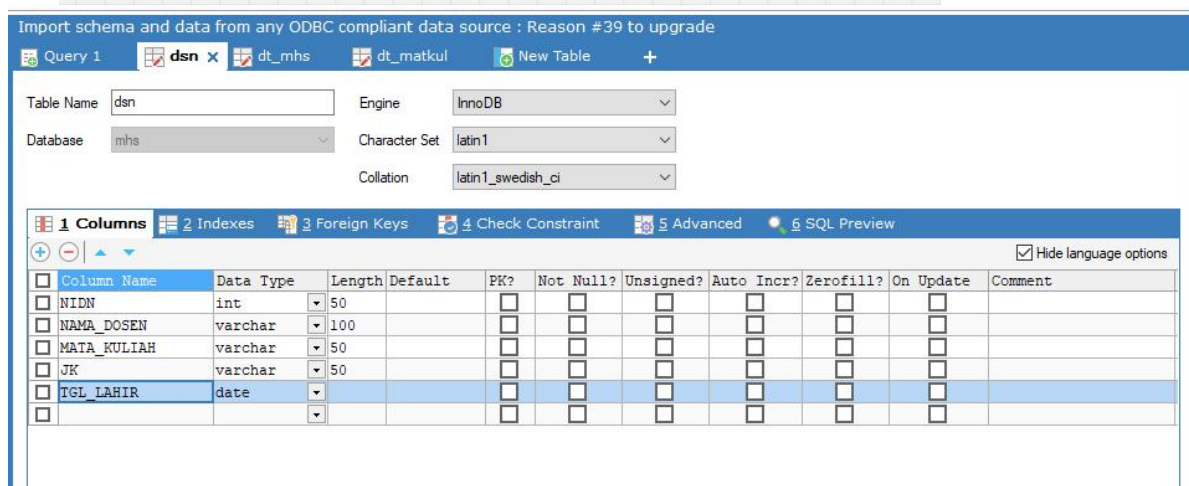 Import schema and data from any ODBC compliant data source : Reason #39 to upgrade
Query 1 dsn x dt_mhs dt_matkul New Table +
Table Name dsn Engine InnoDB
Database mhs Character Set latin1
Collation latin1_swedish_ci
1 Columns 2 Indexes 3 Foreign Keys 4 Check Constraint 5 Advanced 6 SQL Preview
Hide language options
Column Name Data Type Length Default PK? Not Null? Unsigned? Auto Incr? Zerofill? On Update Comment
NIDN int 50
NAMA_DOSEN varchar 100
MATA_KULIAH varchar 50
JK varchar 50
TGL_LAHIR date